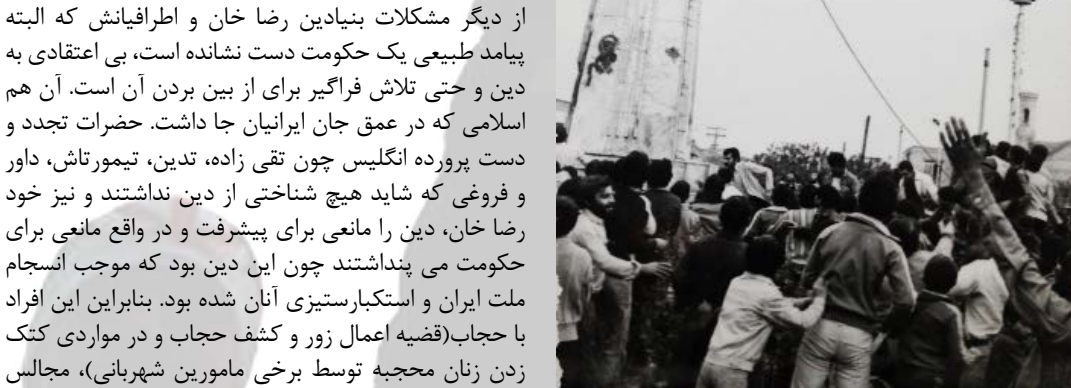 از دیگر مشکلات بنیادین رضا خان و اطرافیانش که البته
پیامد طبیعی یک حکومت دست نشانده است، بی اعتقادی به
دین و حتی تلاش فراگیر برای از بین بردن آن است. آن هم
اسلامی که در عمق جان ایرانیان جا داشت. حضرات تجدد و
دست پرورده انگلیس چون تقی زاده، تدین، تیمورتاش، داور
و فروغی که شاید هیچ شناختی از دین نداشتند و نیز خود
رضا خان، دین را مانعی برای پیشرفت و در واقع مانعی برای
حکومت می پنداشتند چون این دین بود که موجب انسجام
ملت ایران و استکبارستیزی آنان شده بود. بنابراین این افراد
با حجاب(قضیه اعمال زور و کشف حجاب و در مواردی کتک
زدن زنان محجبه توسط برخی مامورین شهربانی)، مجالس